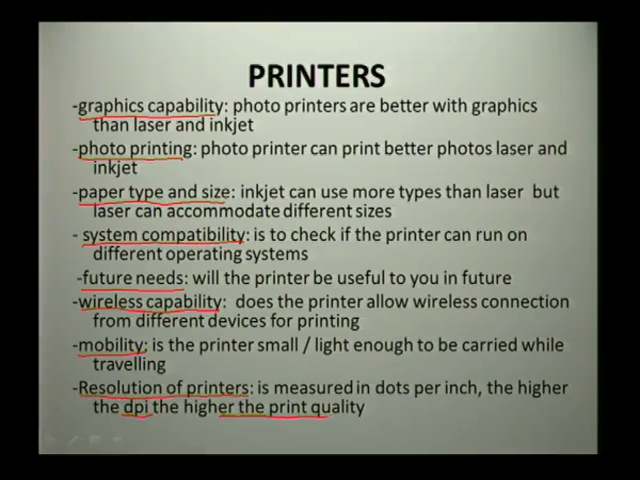 PRINTERS
-graphics capability: photo printers are better with graphics
than laser and inkjet
-photo printing: photo printer can print better photos laser and
inkjet
-paper type and size: inkjet can use more types than laser but
laser can accommodate different sizes
- system compatibility: is to check if the printer can run on
different operating systems
-future needs: will the printer be useful to you in future
-wireless capability: does the printer allow wireless connection
from different devices for printing
-mobility: is the printer small / light enough to be carried while
travelling
-Resolution of printers: is measured in dots per inch, the higher
the dpi the higher the print quality